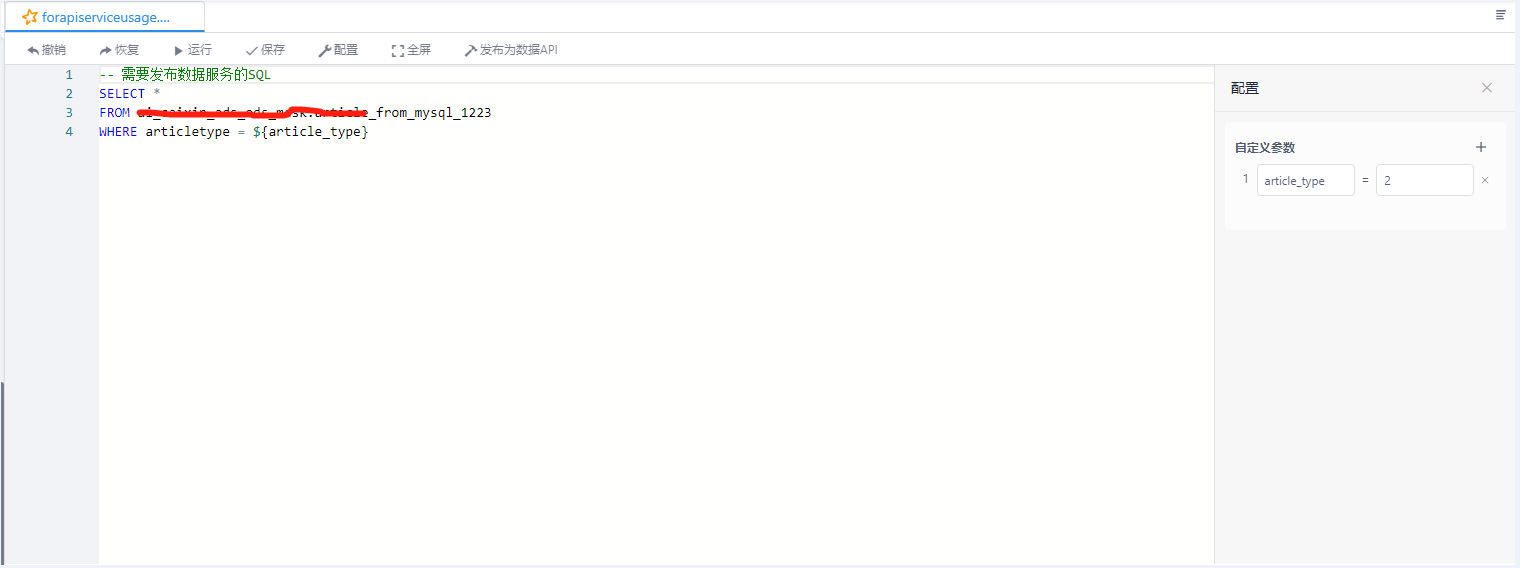 forapiserviceusage....
撤销 恢复 运行 保存 配置 全屏 发布为数据API
1 -- 需要发布数据服务的SQL
2 SELECT *
3 FROM _from_mysql_1223
4 WHERE articletype = ${article_type}
配置
自定义参数
1 article_type = 2